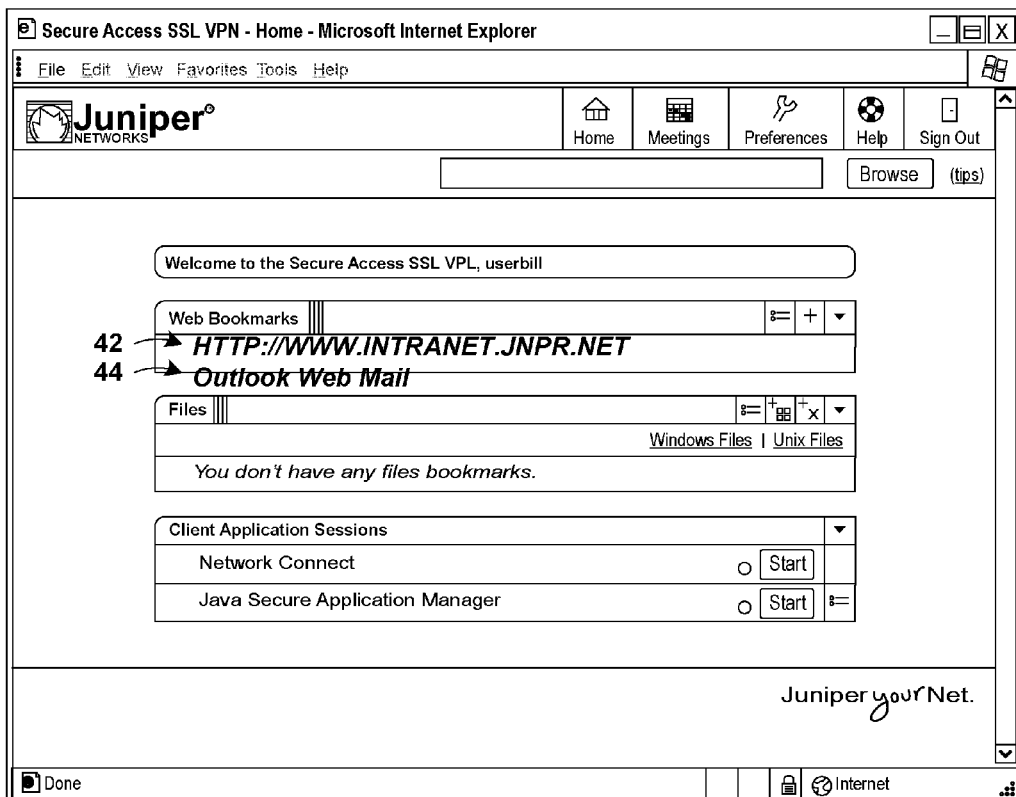 Secure Access SSL VPN - Home - Microsoft Internet Explorer
File Edit View Favorites Tools Help
Juniper
NETWORKS
Home Meetings Preferences Help Sign Out
Browse (tips)
Welcome to the Secure Access SSL VPL, userbill
Web Bookmarks
42 HTTP://WWW.INTRANET.JNPR.NET
44 Outlook Web Mail
Files
Windows Files | Unix Files
You don't have any files bookmarks.
Client Application Sessions
Network Connect Start
Java Secure Application Manager Start
Juniper your Net.
Done Internet